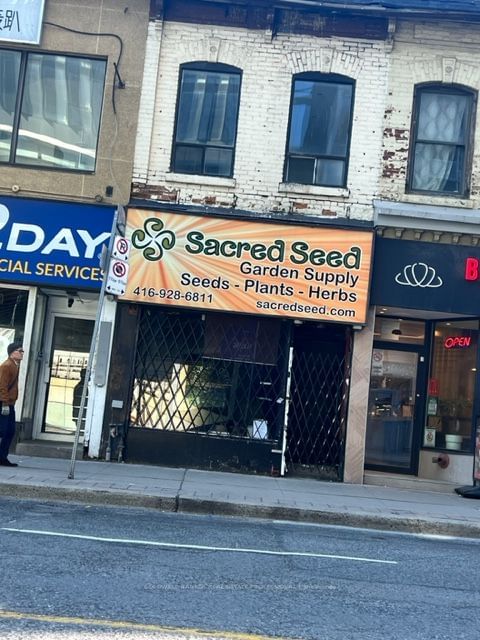 DAY
CIAL SERVICES
Sacred Seed
Garden Supply
Seeds - Plants - Herbs
416-928-6811
sacredseed.com
B
OPEN